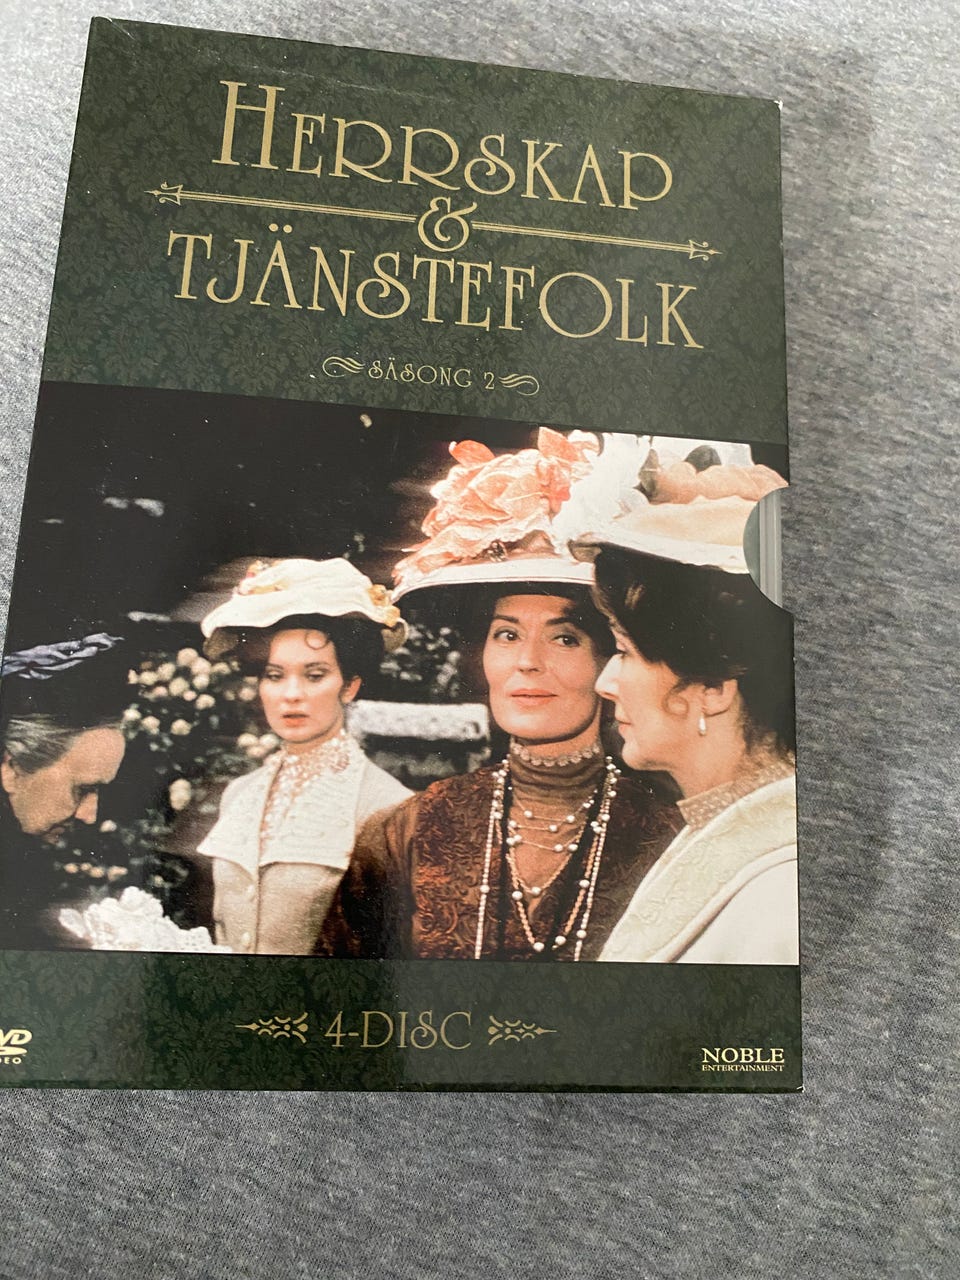 HERRSKAP
&
TJÄNSTEFOLK
SÄSONG 2
4-DISC
NOBLE
ENTERTAINMENT